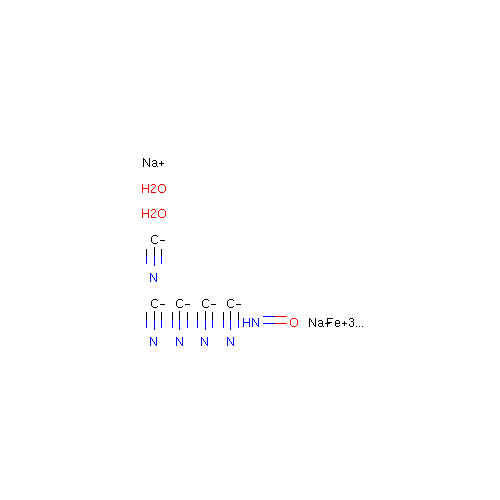 Na+
H2O
H2O
C–
N
C– C– C– C–
HN O Na+ Fe+3...
N N N N